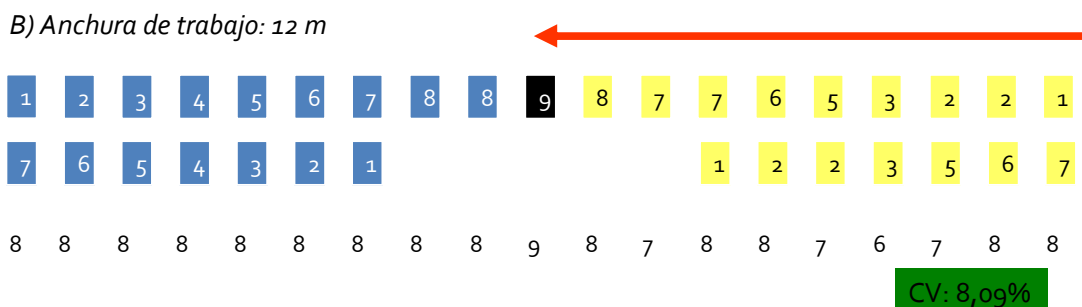 B) Anchura de trabajo: 12 m
1 2 3 4 5 6 7 8 8 9 8 7 7 6 5 3 2 2 1
7 6 5 4 3 2 1 1 2 2 3 5 6 7
8 8 8 8 8 8 8 8 8 9 8 7 8 8 7 6 7 8 8
CV: 8,09%